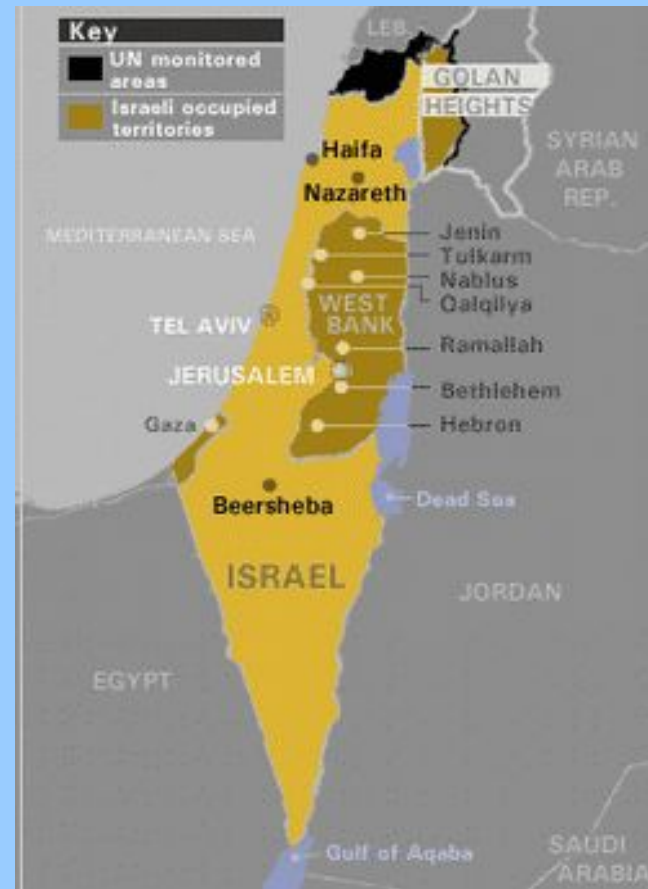 Key
UN monitored
areas
Israeli occupied
territories
LEB.
GOLAN
HEIGHTS
SYRIAN
ARAB
REP.
Haifa
Nazareth
MEDITERRANEAN SEA
Jenin
Tulkarm
Nablus
Qalqilya
WEST
BANK
TEL AVIV
Ramallah
JERUSALEM
Bethlehem
Gaza
Hebron
Beersheba
Dead Sea
ISRAEL
JORDAN
EGYPT
Gulf of Aqaba
SAUDI
ARABIA